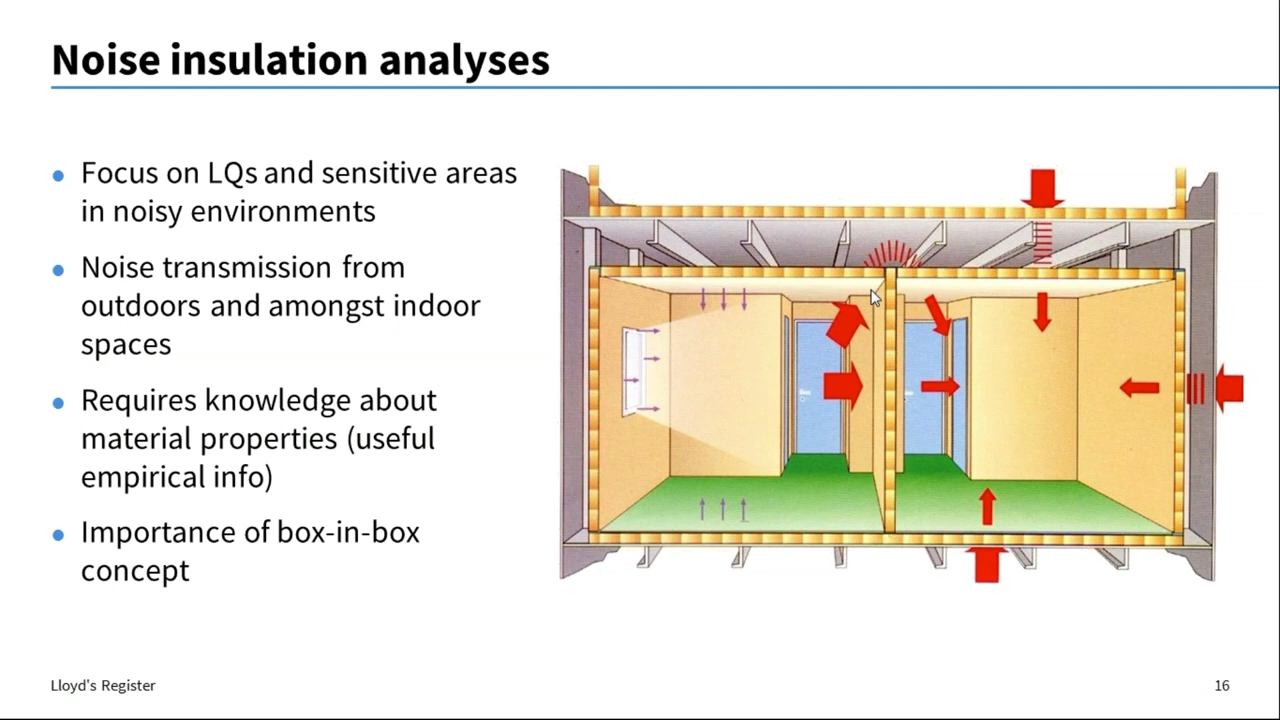 Noise insulation analyses
Focus on LQs and sensitive areas
in noisy environments
Noise transmission from
outdoors and amongst indoor
spaces
Requires knowledge about
material properties (useful
empirical info)
Importance of box-in-box
concept
Lloyd's Register
16